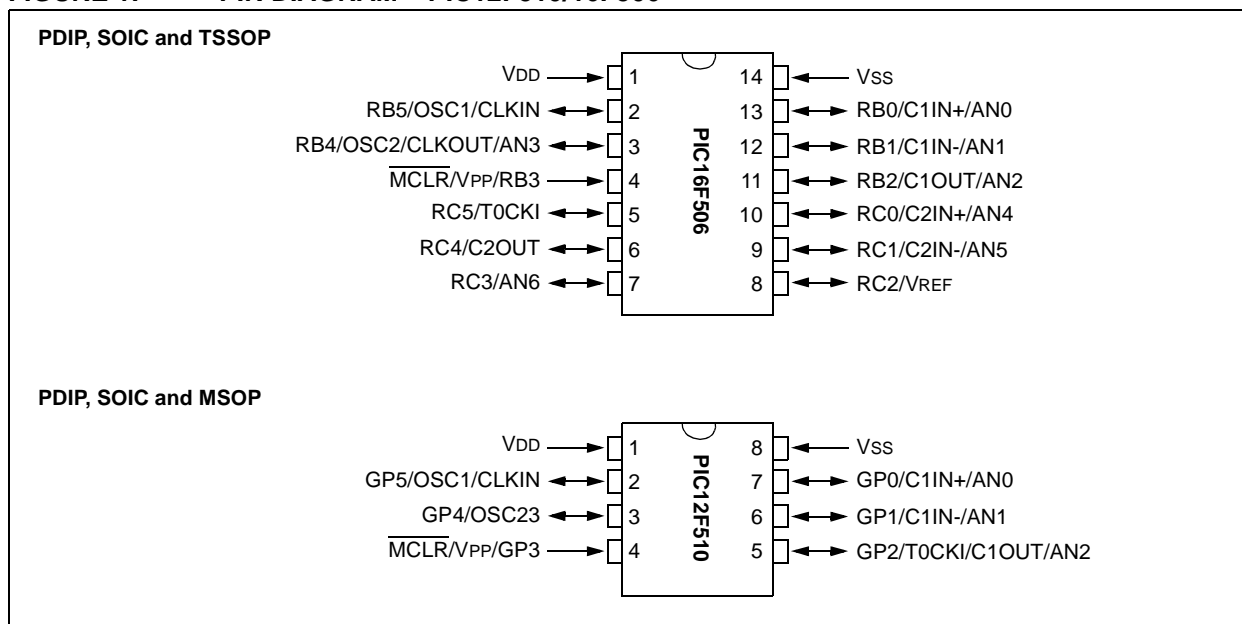 PDIP, SOIC and TSSOP
VDD 1 14 VSS
RB5/OSC1/CLKIN 2 13 RB0/C1IN+/AN0
RB4/OSC2/CLKOUT/AN3 3 12 RB1/C1IN-/AN1
MCLR/VPP/RB3 4 11 RB2/C1OUT/AN2
RC5/T0CKI 5 10 RC0/C2IN+/AN4
RC4/C2OUT 6 9 RC1/C2IN-/AN5
RC3/AN6 7 8 RC2/VREF
PIC16F506
PDIP, SOIC and MSOP
VDD 1 8 VSS
GP5/OSC1/CLKIN 2 7 GP0/C1IN+/AN0
GP4/OSC23 3 6 GP1/C1IN-/AN1
MCLR/VPP/GP3 4 5 GP2/T0CKI/C1OUT/AN2
PIC12F510